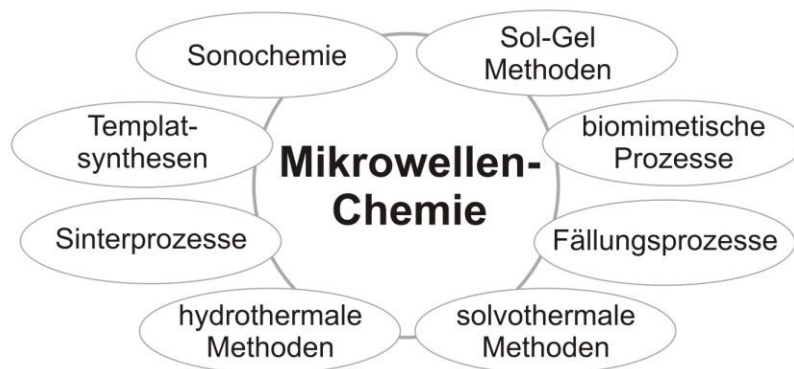 Sonochemie
Sol-Gel
Methoden
Templat-
synthesen
biomimetische
Prozesse
Mikrowellen-
Chemie
Sinterprozesse
Fällungsprozesse
hydrothermale
Methoden
solvothermale
Methoden